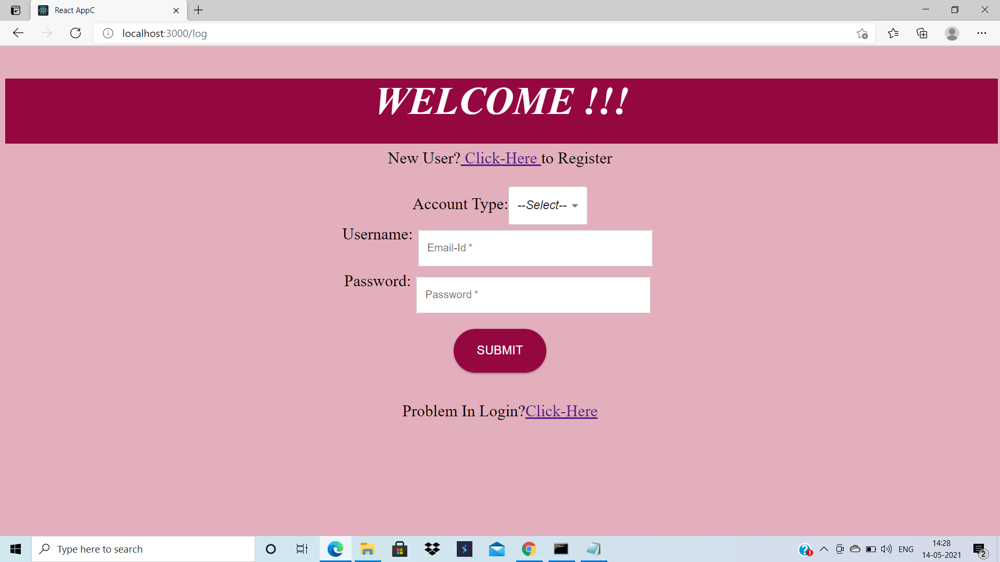 React AppC
localhost:3000/log
WELCOME !!!
New User? Click-Here to Register
Account Type: --Select--
Username: Email-Id *
Password: Password *
SUBMIT
Problem In Login?Click-Here
Type here to search
ENG
14:28
14-05-2021
2